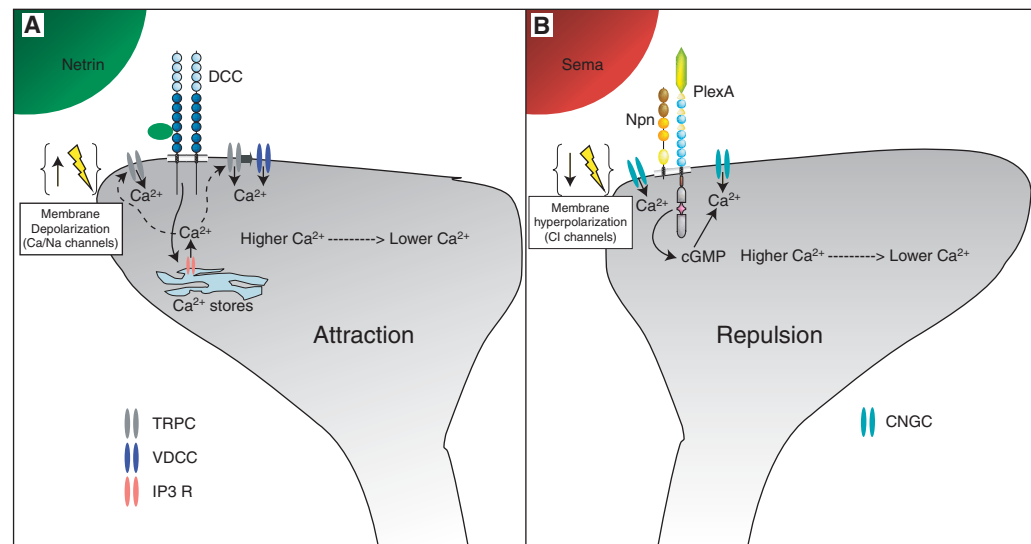 A
Netrin
DCC
Ca²⁺
Ca²⁺
Membrane
Depolarization
(Ca/Na channels)
Ca²⁺
Higher Ca²⁺ ---------> Lower Ca²⁺
Ca²⁺ stores
Attraction
TRPC
VDCC
IP3 R
B
Sema
PlexA
Npn
Ca²⁺
Ca²⁺
Membrane
hyperpolarization
(Cl channels)
cGMP
Higher Ca²⁺ ---------> Lower Ca²⁺
Repulsion
CNGC